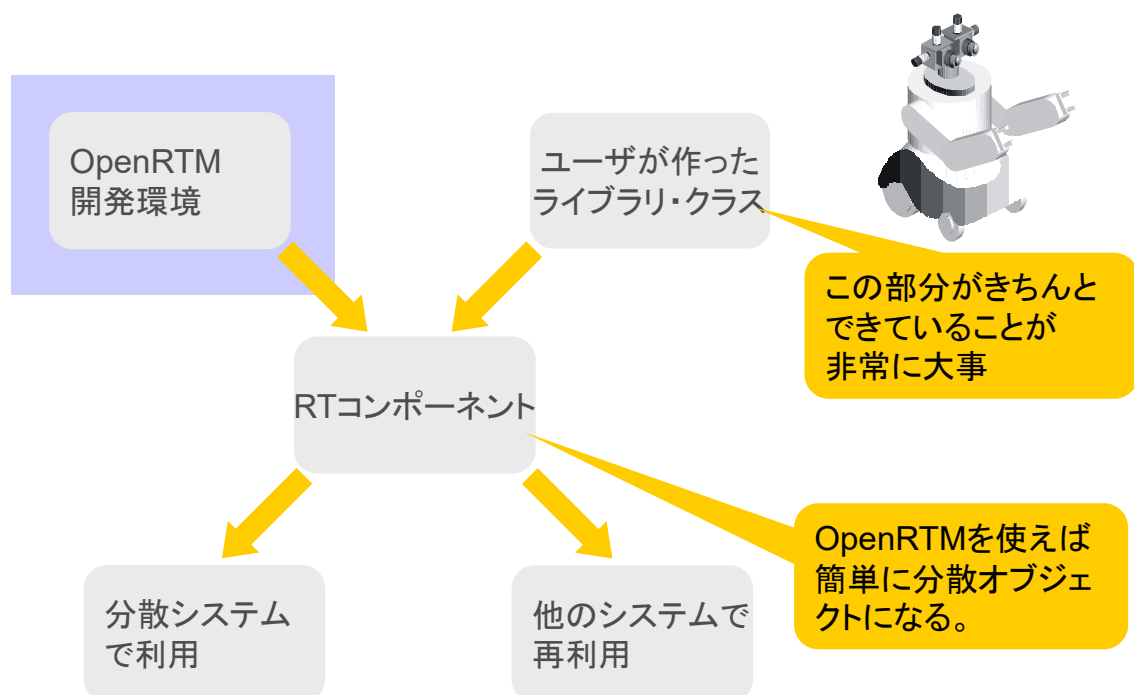 OpenRTM
開発環境
ユーザが作った
ライブラリ・クラス
この部分がきちんと
できていることが
非常に大事
RTコンポーネント
OpenRTMを使えば
簡単に分散オブジェ
クトになる。
分散システム
で利用
他のシステムで
再利用